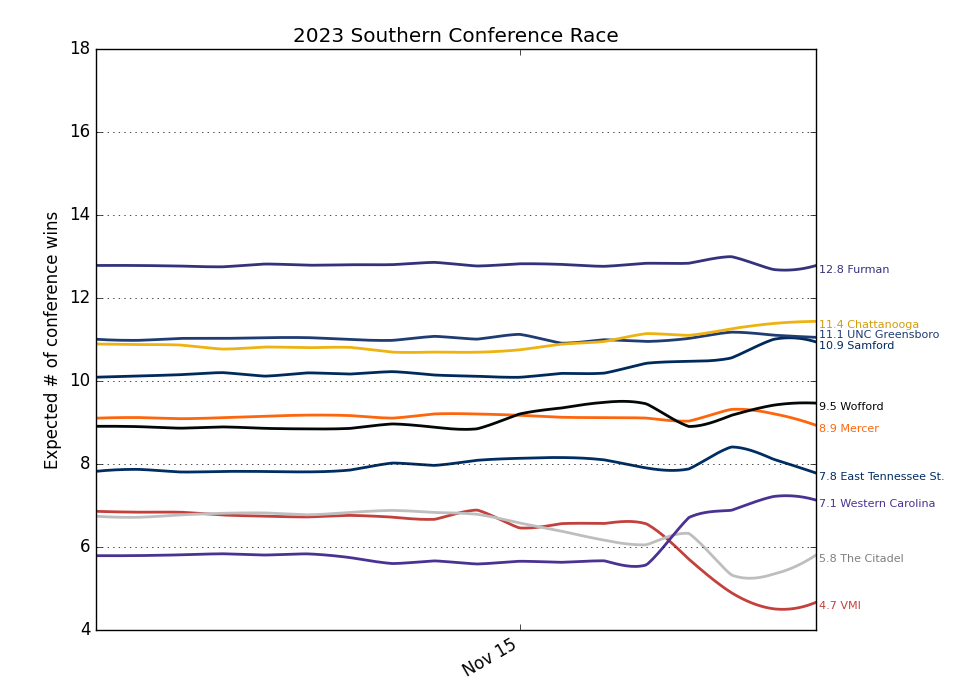 2023 Southern Conference Race
Expected # of conference wins
18
16
14
12
10
8
6
4
Nov 15
12.8 Furman
11.4 Chattanooga
11.1 UNC Greensboro
10.9 Samford
9.5 Wofford
8.9 Mercer
7.8 East Tennessee St.
7.1 Western Carolina
5.8 The Citadel
4.7 VMI